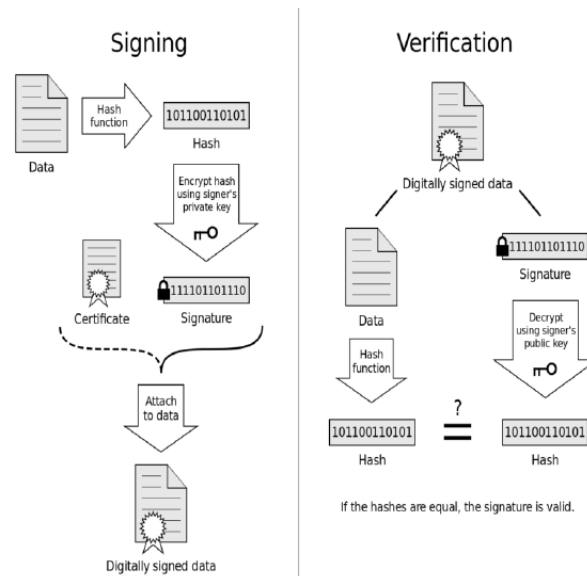 Signing
Data
Hash
function
101100110101
Hash
Encrypt hash
using signer's
private key
Certificate
111101101110
Signature
Attach
to data
Digitally signed data
Verification
Digitally signed data
Data
Hash
function
101100110101
Hash
111101101110
Signature
Decrypt
using signer's
public key
?
=
101100110101
Hash
If the hashes are equal, the signature is valid.